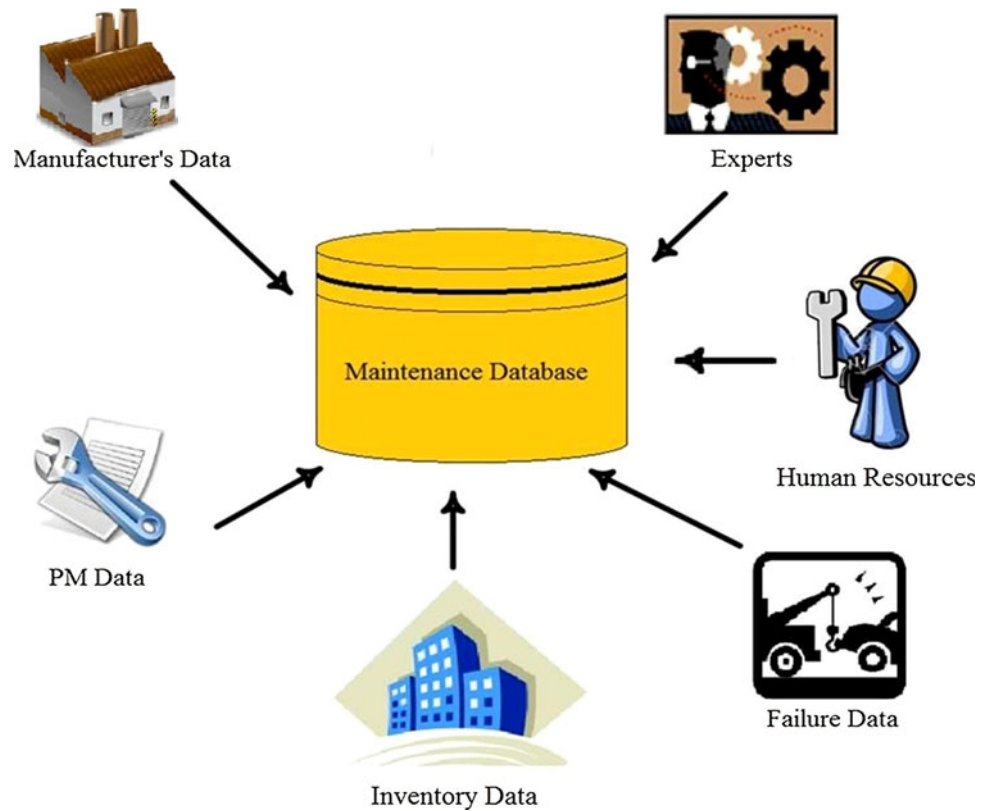 Manufacturer's Data
Experts
Maintenance Database
Human Resources
PM Data
Failure Data
Inventory Data